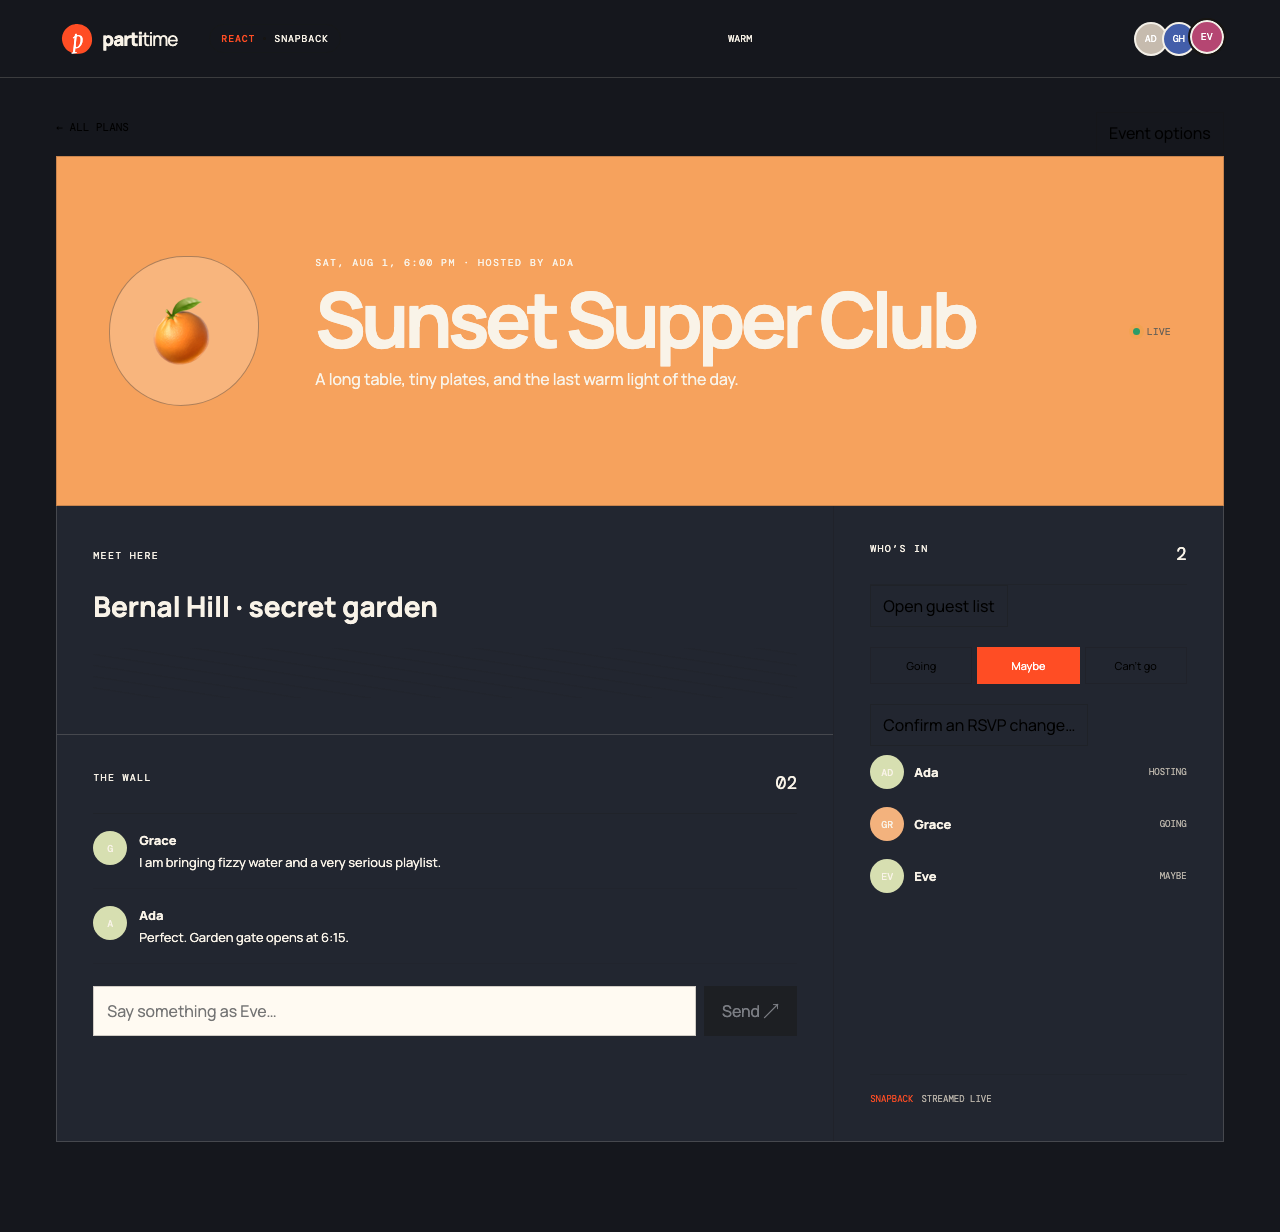 partitime
REACT SNAPBACK
WARM
AD GH EV
← ALL PLANS
Event options
SAT, AUG 1, 6:00 PM · HOSTED BY ADA
Sunset Supper Club
A long table, tiny plates, and the last warm light of the day.
LIVE
MEET HERE
Bernal Hill · secret garden
THE WALL
02
G
Grace
I am bringing fizzy water and a very serious playlist.
A
Ada
Perfect. Garden gate opens at 6:15.
Say something as Eve…
Send ↗
WHO'S IN
2
Open guest list
Going Maybe Can't go
Confirm an RSVP change…
AD Ada HOSTING
GR Grace GOING
EV Eve MAYBE
SNAPBACK STREAMED LIVE